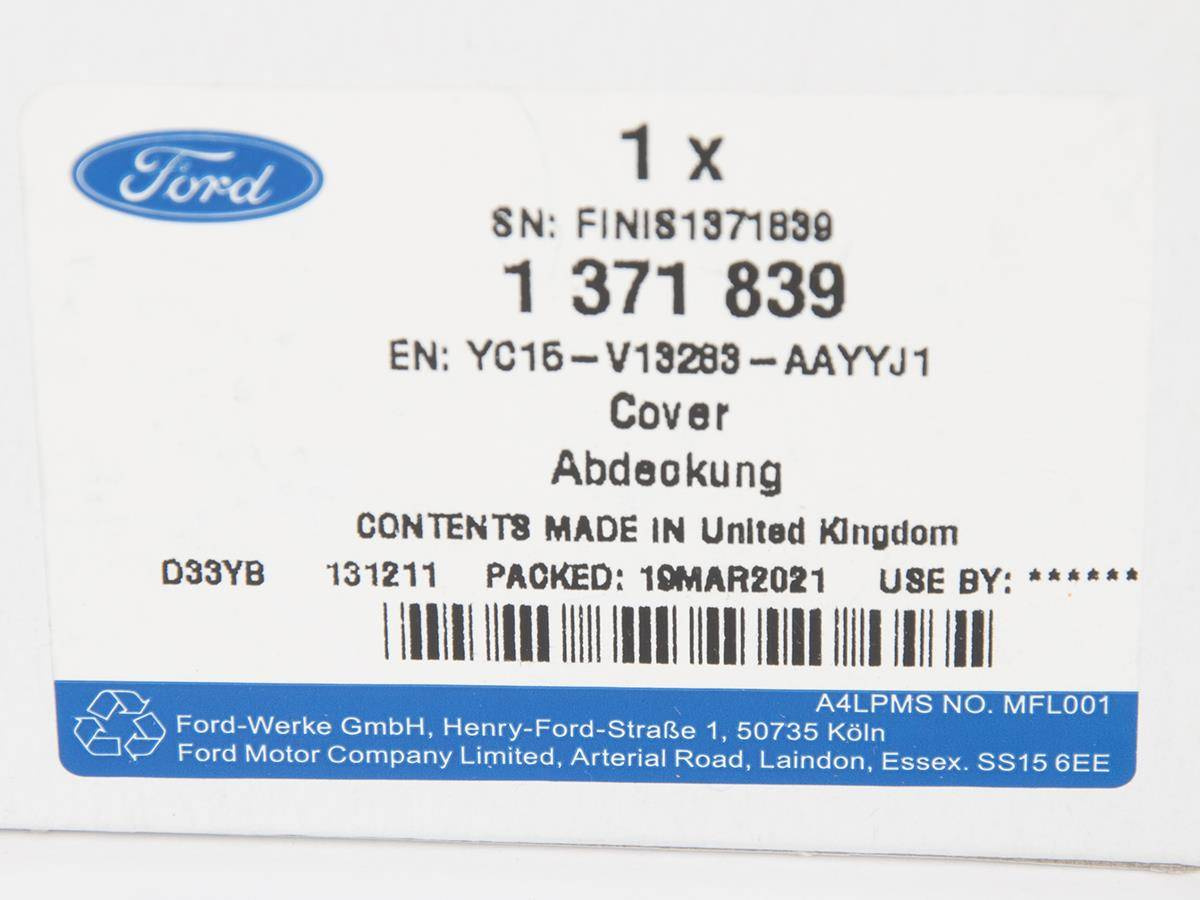 Ford
1 x
SN: FINIS1371839
1 371 839
EN: YC15-V13283-AAYYJ1
Cover
Abdeckung
CONTENTS MADE IN United Kingdom
D33YB 131211 PACKED: 19MAR2021 USE BY: ******
A4LPMS NO. MFL001
Ford-Werke GmbH, Henry-Ford-Straße 1, 50735 Köln
Ford Motor Company Limited, Arterial Road, Laindon, Essex. SS15 6EE